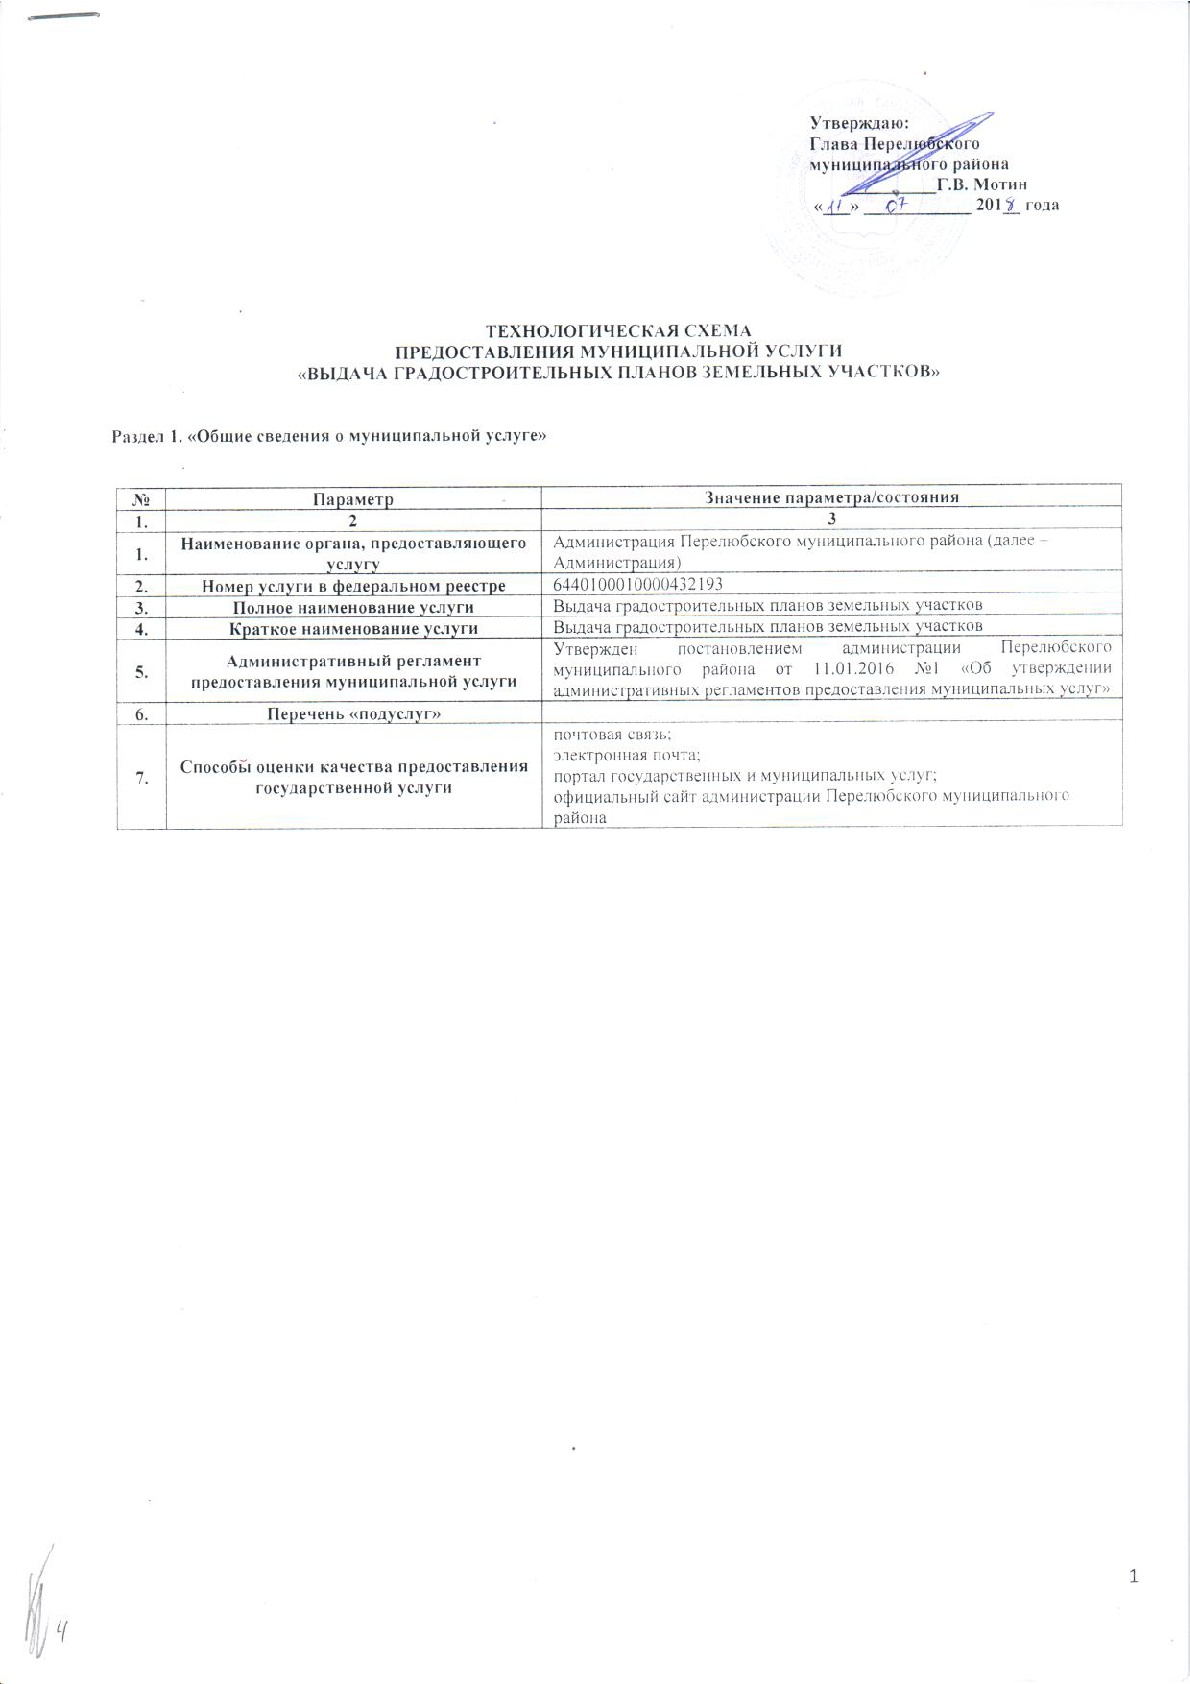 Утверждаю:
Глава Перелюбского
муниципального района
___________Г.В. Мотин
«11» 07 2018 года
ТЕХНОЛОГИЧЕСКАЯ СХЕМА
ПРЕДОСТАВЛЕНИЯ МУНИЦИПАЛЬНОЙ УСЛУГИ
«ВЫДАЧА ГРАДОСТРОИТЕЛЬНЫХ ПЛАНОВ ЗЕМЕЛЬНЫХ УЧАСТКОВ»
Раздел 1. «Общие сведения о муниципальной услуге»
№ Параметр Значение параметра/состояния
1. 2 3
1. Наименование органа, предоставляющего
услугу
Администрация Перелюбского муниципального района (далее –
Администрация)
2. Номер услуги в федеральном реестре 6440100010000432193
3. Полное наименование услуги Выдача градостроительных планов земельных участков
4. Краткое наименование услуги Выдача градостроительных планов земельных участков
5. Административный регламент
предоставления муниципальной услуги
Утвержден постановлением администрации Перелюбского
муниципального района от 11.01.2016 №1 «Об утверждении
административных регламентов предоставления муниципальных услуг»
6. Перечень «подуслуг»
7. Способы оценки качества предоставления
государственной услуги
почтовая связь;
электронная почта;
портал государственных и муниципальных услуг;
официальный сайт администрации Перелюбского муниципального
района
1
4